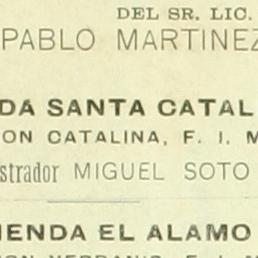 DEL SR. LIC.
PABLO MARTINEZ
DA SANTA CATAL
ON CATALINA, F. I. M
strador MIGUEL SOTO
IENDA EL ALAMO